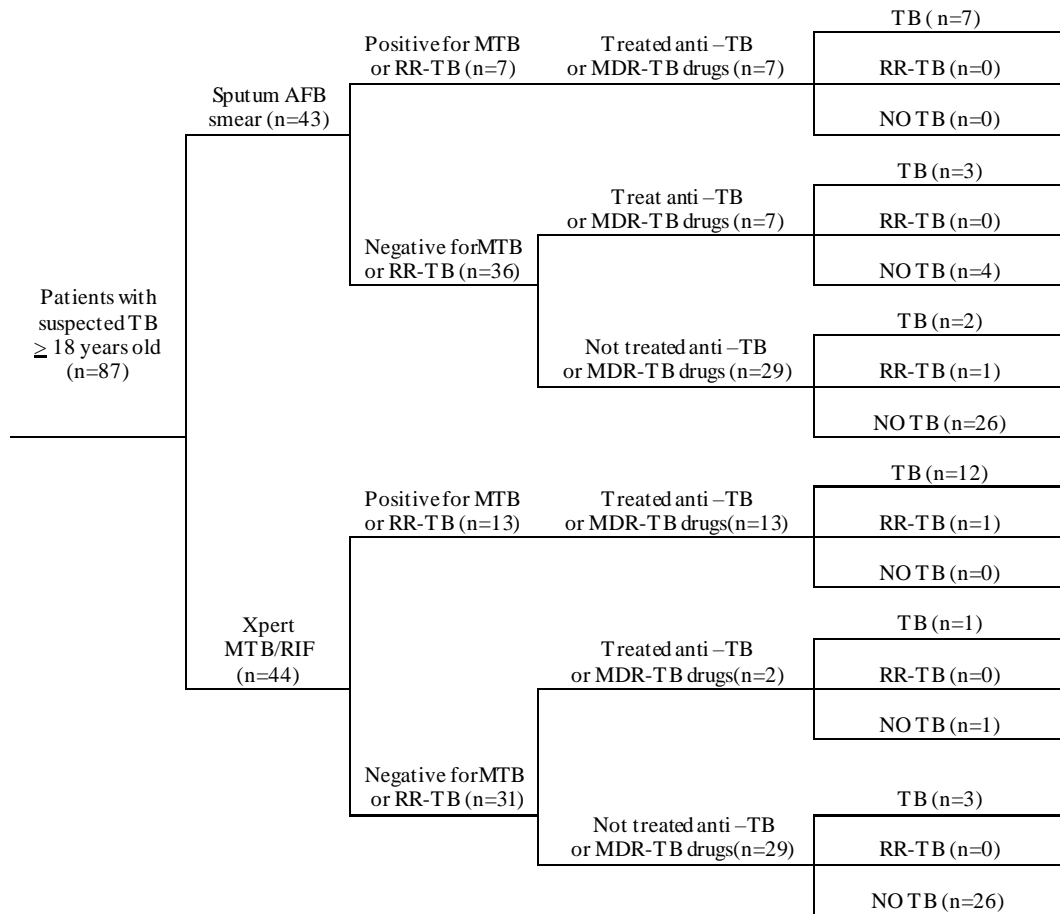 Patients with
suspected TB
≥ 18 years old
(n=87)
Sputum AFB
smear (n=43)
Positive for MTB
or RR-TB (n=7)
Treated anti –TB
or MDR-TB drugs (n=7)
TB (n=7)
RR-TB (n=0)
NO TB (n=0)
Negative forMTB
or RR-TB (n=36)
Treat anti –TB
or MDR-TB drugs (n=7)
TB (n=3)
RR-TB (n=0)
NO TB (n=4)
Not treated anti –TB
or MDR-TB drugs (n=29)
TB (n=2)
RR-TB (n=1)
NO TB (n=26)
Xpert
MTB/RIF
(n=44)
Positive for MTB
or RR-TB (n=13)
Treated anti –TB
or MDR-TB drugs(n=13)
TB (n=12)
RR-TB (n=1)
NO TB (n=0)
Negative forMTB
or RR-TB (n=31)
Treated anti –TB
or MDR-TB drugs(n=2)
TB (n=1)
RR-TB (n=0)
NO TB (n=1)
Not treated anti –TB
or MDR-TB drugs(n=29)
TB (n=3)
RR-TB (n=0)
NO TB (n=26)